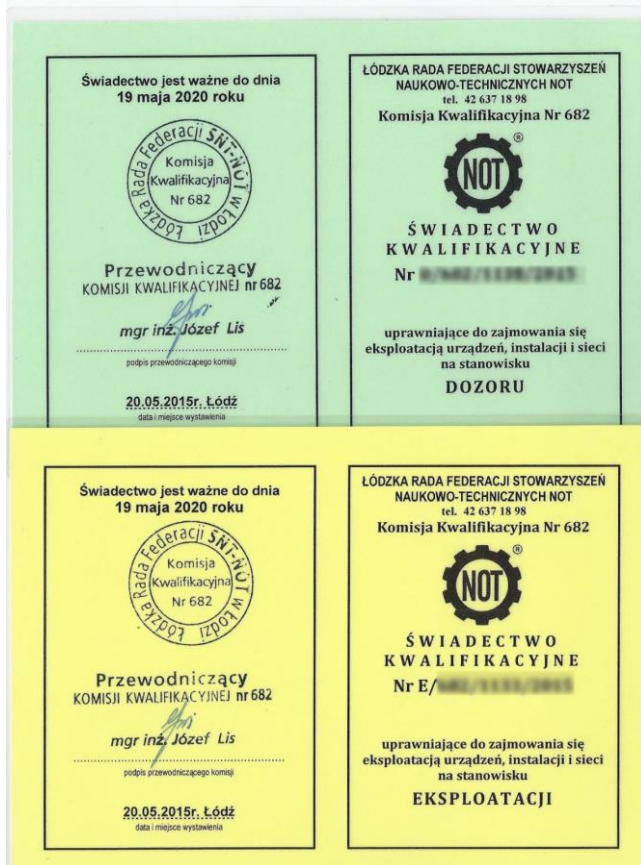 Świadectwo jest ważne do dnia
19 maja 2020 roku
Łódzka Rada Federacji SNT-NOT w Łodzi
Komisja
Kwalifikacyjna
Nr 682
Przewodniczący
KOMISJI KWALIFIKACYJNEJ nr 682
mgr inż. Józef Lis
podpis przewodniczącego komisji
20.05.2015r. Łódź
data i miejsce wystawienia
ŁÓDZKA RADA FEDERACJI STOWARZYSZEŃ
NAUKOWO-TECHNICZNYCH NOT
tel. 42 637 18 98
Komisja Kwalifikacyjna Nr 682
NOT ®
ŚWIADECTWO
KWALIFIKACYJNE
Nr
uprawniające do zajmowania się
eksploatacją urządzeń, instalacji i sieci
na stanowisku
DOZORU
Świadectwo jest ważne do dnia
19 maja 2020 roku
Łódzka Rada Federacji SNT-NOT w Łodzi
Komisja
Kwalifikacyjna
Nr 682
Przewodniczący
KOMISJI KWALIFIKACYJNEJ nr 682
mgr inż. Józef Lis
podpis przewodniczącego komisji
20.05.2015r. Łódź
data i miejsce wystawienia
ŁÓDZKA RADA FEDERACJI STOWARZYSZEŃ
NAUKOWO-TECHNICZNYCH NOT
tel. 42 637 18 98
Komisja Kwalifikacyjna Nr 682
NOT ®
ŚWIADECTWO
KWALIFIKACYJNE
Nr E/
uprawniające do zajmowania się
eksploatacją urządzeń, instalacji i sieci
na stanowisku
EKSPLOATACJI